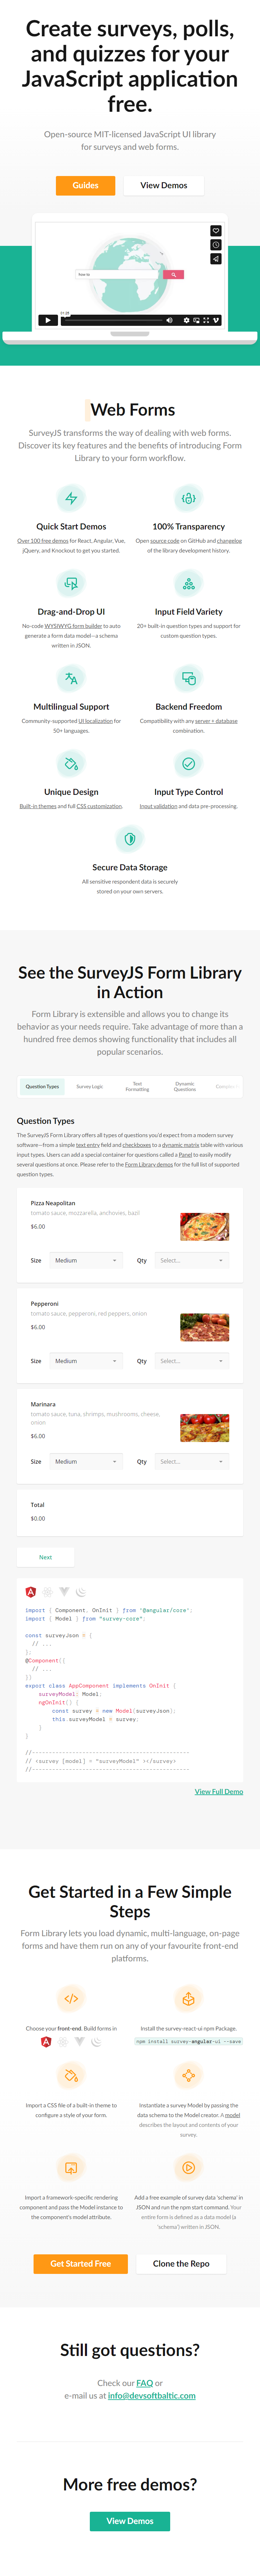 Create surveys, polls,
and quizzes for your
JavaScript application
free.
Open-source MIT-licensed JavaScript UI library
for surveys and web forms.
Guides
View Demos
how to
01:28
Web Forms
SurveyJS transforms the way of dealing with web forms.
Discover its key features and the benefits of introducing Form
Library to your form workflow.
Quick Start Demos
Over 100 free demos for React, Angular, Vue,
jQuery, and Knockout to get you started.
100% Transparency
Open source code on GitHub and changelog
of the library development history.
Drag-and-Drop UI
No-code WYSIWYG form builder to auto
generate a form data model—a schema
written in JSON.
Input Field Variety
20+ built-in question types and support for
custom question types.
Multilingual Support
Community-supported UI localization for
50+ languages.
Backend Freedom
Compatibility with any server + database
combination.
Unique Design
Built-in themes and full CSS customization.
Input Type Control
Input validation and data pre-processing.
Secure Data Storage
All sensitive respondent data is securely
stored on your own servers.
See the SurveyJS Form Library
in Action
Form Library is extensible and allows you to change its
behavior as your needs require. Take advantage of more than a
hundred free demos showing functionality that includes all
popular scenarios.
Question Types
Survey Logic
Text
Formatting
Dynamic
Questions
Question Types
The SurveyJS Form Library offers all types of questions you'd expect from a modern survey
software—from a simple text entry field and checkboxes to a dynamic matrix table with various
input types. Users can add a special container for questions called a Panel to easily modify
several questions at once. Please refer to the Form Library demos for the full list of supported
question types.
Pizza Neapolitan
tomato sauce, mozzarella, anchovies, bazil
$6.00
Size
Medium
Qty
Select...
Pepperoni
tomato sauce, pepperoni, red peppers, onion
$6.00
Size
Medium
Qty
Select...
Marinara
tomato sauce, tuna, shrimps, mushrooms, cheese,
onion
$6.00
Size
Medium
Qty
Select...
Total
$0.00
Next
import { Component, OnInit } from '@angular/core';
import { Model } from "survey-core";
const surveyJson = {
// ...
};
@Component({
// ...
})
export class AppComponent implements OnInit {
surveyModel: Model;
ngOnInit() {
const survey = new Model(surveyJson);
this.surveyModel = survey;
}
}
//----------------------------------------------
// <survey [model] = "surveyModel" ></survey>
//----------------------------------------------
View Full Demo
Get Started in a Few Simple
Steps
Form Library lets you load dynamic, multi-language, on-page
forms and have them run on any of your favourite front-end
platforms.
Choose your front-end. Build forms in
Install the survey-react-ui npm Package.
npm install survey-angular-ui --save
Import a CSS file of a built-in theme to
configure a style of your form.
Instantiate a survey Model by passing the
data schema to the Model creator. A model
describes the layout and contents of your
survey.
Import a framework-specific rendering
component and pass the Model instance to
the component's model attribute.
Add a free example of survey data 'schema' in
JSON and run the npm start command. Your
entire form is defined as a data model (a
'schema') written in JSON.
Get Started Free
Clone the Repo
Still got questions?
Check our FAQ or
e-mail us at info@devsoftbaltic.com
More free demos?
View Demos